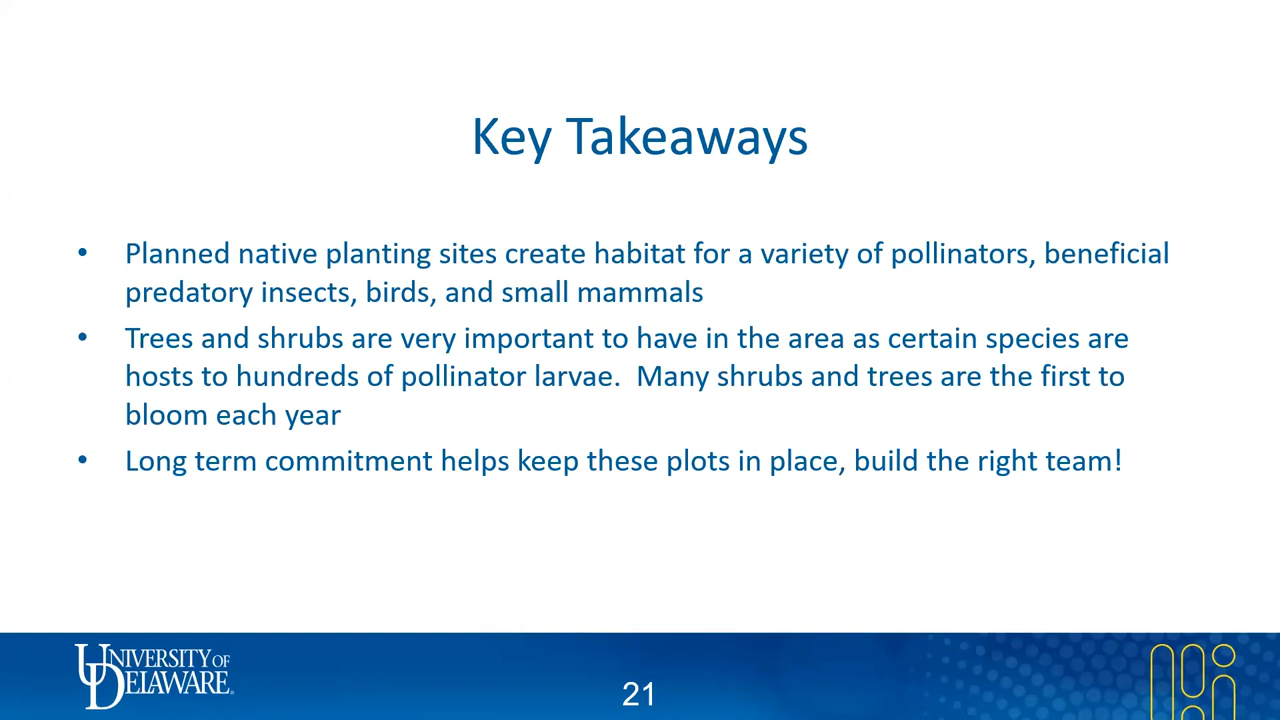 Key Takeaways
• Planned native planting sites create habitat for a variety of pollinators, beneficial
predatory insects, birds, and small mammals
• Trees and shrubs are very important to have in the area as certain species are
hosts to hundreds of pollinator larvae.  Many shrubs and trees are the first to
bloom each year
• Long term commitment helps keep these plots in place, build the right team!
UNIVERSITY OF
DELAWARE®
21